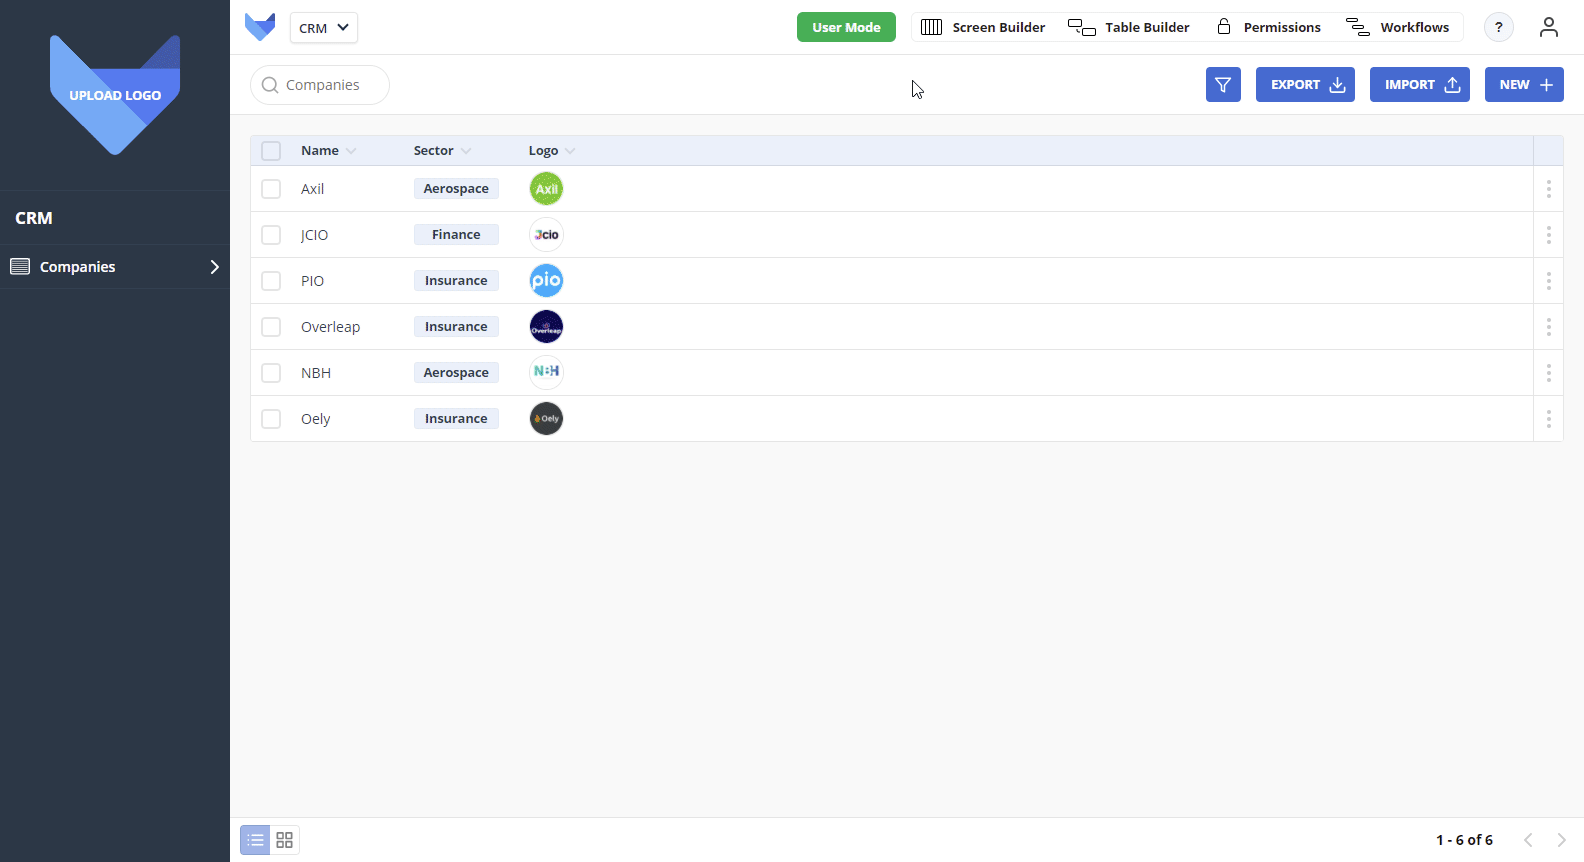 UPLOAD LOGO
CRM
Companies
CRM
User Mode
Screen Builder
Table Builder
Permissions
Workflows
?
Companies
EXPORT
IMPORT
NEW
Name Sector Logo
Axil Aerospace Axil
JCIO Finance Jcio
PIO Insurance pio
Overleap Insurance Overleap
NBH Aerospace NBH
Oely Insurance Oely
1 - 6 of 6